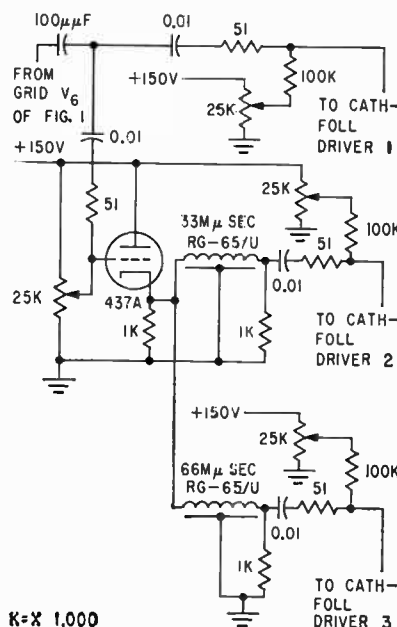 100μμF
0.01
51
FROM
GRID V6
OF FIG. 1
+150V
25K
100K
TO CATH-
FOLL
DRIVER 1
0.01
+150V
51
25K
437A
1K
33Mμ SEC
RG-65/U
1K
25K
100K
51
0.01
TO CATH-
FOLL
DRIVER 2
+150V
25K
100K
66Mμ SEC
RG-65/U
51
0.01
1K
TO CATH-
FOLL
DRIVER 3
K=X 1,000